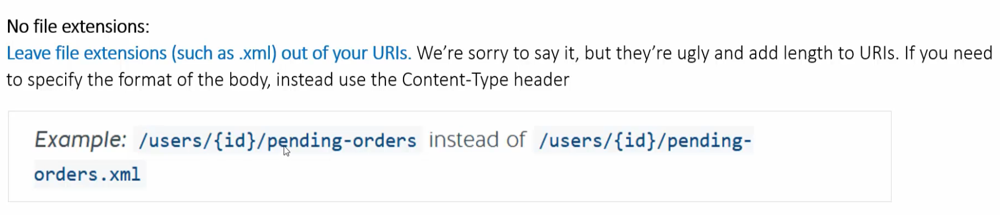 No file extensions:
Leave file extensions (such as .xml) out of your URIs. We’re sorry to say it, but they’re ugly and add length to URIs. If you need
to specify the format of the body, instead use the Content-Type header
Example: /users/{id}/pending-orders instead of /users/{id}/pending-
orders.xml